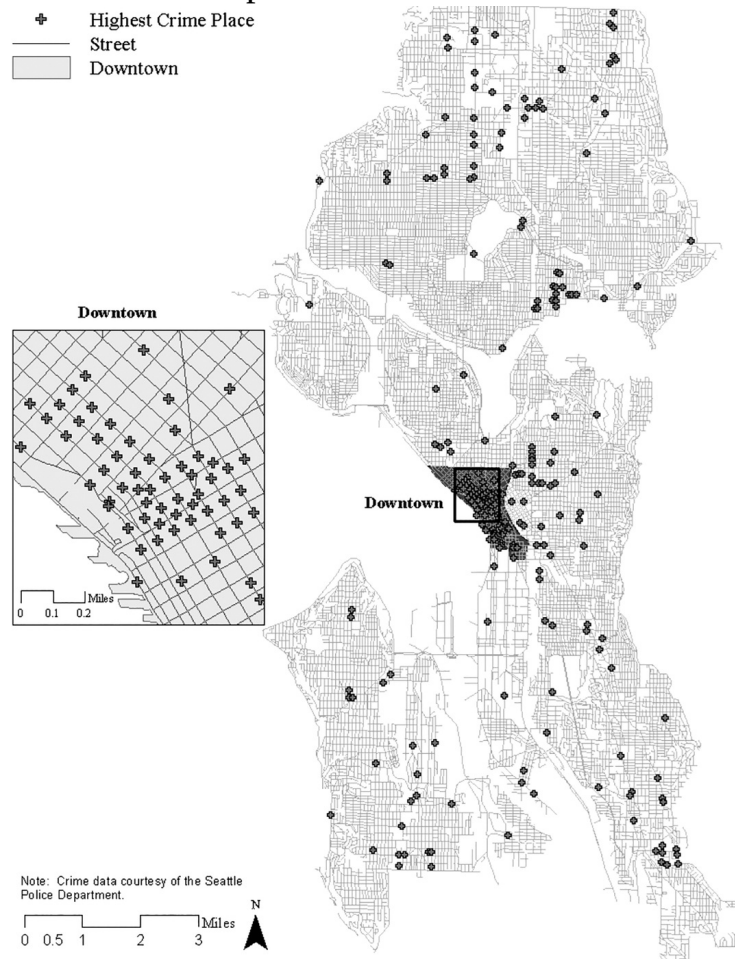 Highest Crime Place
Street
Downtown
Downtown
Miles
0 0.1 0.2
Downtown
Note: Crime data courtesy of the Seattle
Police Department.
Miles
0 0.5 1 2 3
N